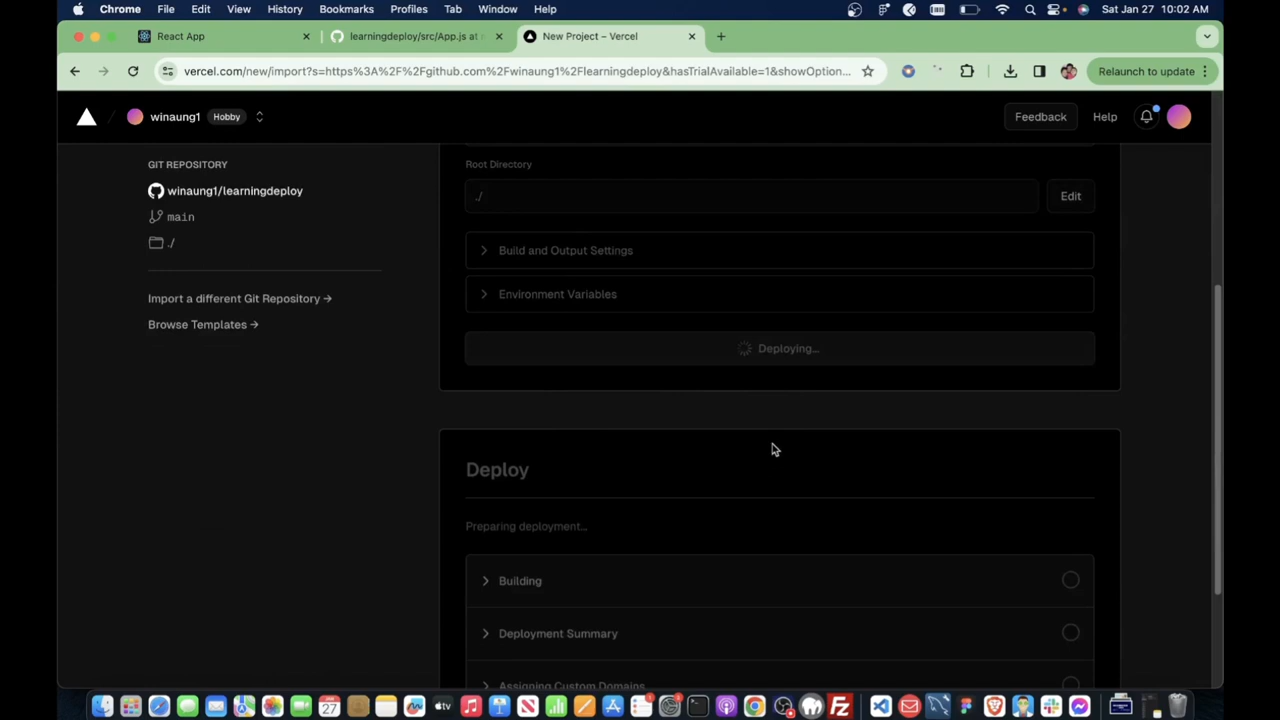 Chrome File Edit View History Bookmarks Profiles Tab Window Help Sat Jan 27 10:02 AM
React App learningdeploy/src/App.js at New Project – Vercel
vercel.com/new/import?s=https%3A%2F%2Fgithub.com%2Fwinaung1%2Flearningdeploy&hasTrialAvailable=1&showOption... Relaunch to update
winaung1 Hobby Feedback Help
GIT REPOSITORY
winaung1/learningdeploy
main
./
Import a different Git Repository →
Browse Templates →
Root Directory
./ Edit
Build and Output Settings
Environment Variables
Deploying...
Deploy
Preparing deployment...
Building
Deployment Summary
Assigning Custom Domains